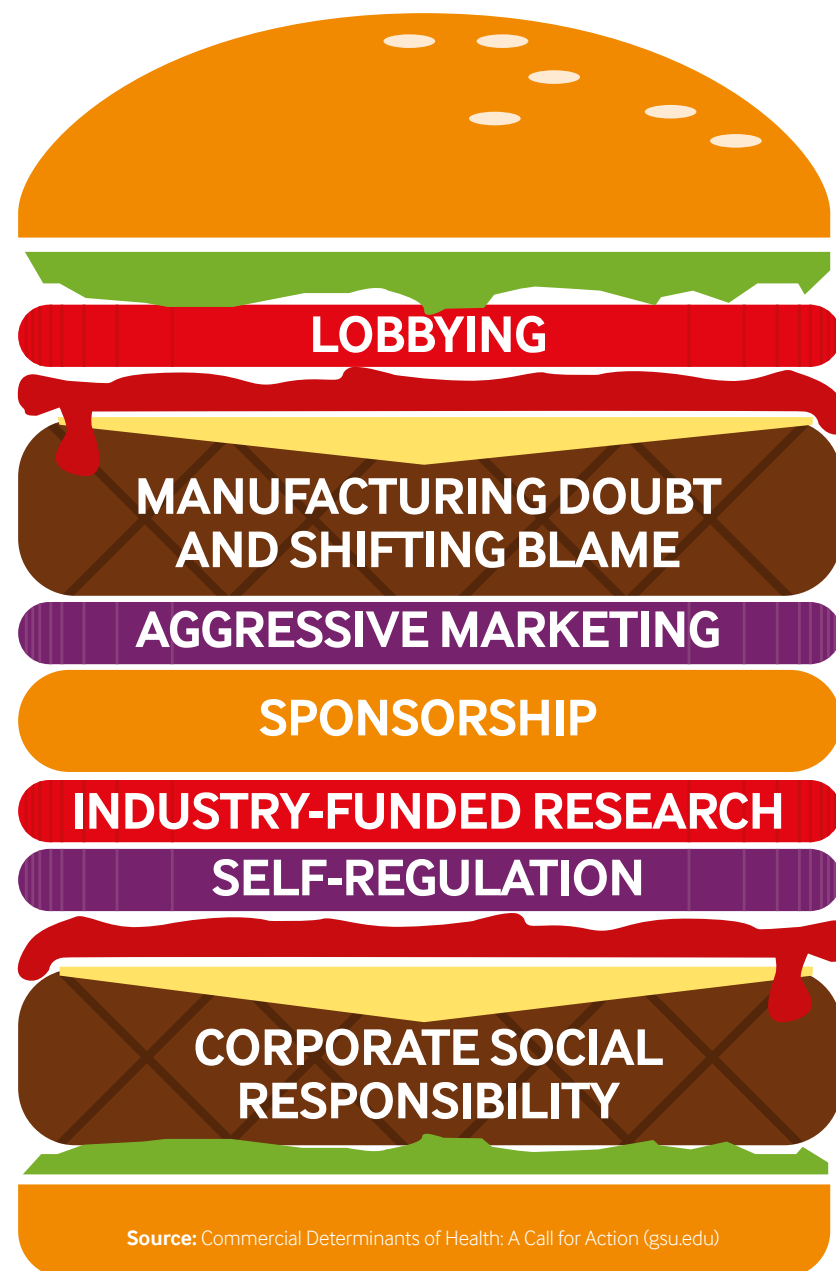 LOBBYING
MANUFACTURING DOUBT
AND SHIFTING BLAME
AGGRESSIVE MARKETING
SPONSORSHIP
INDUSTRY-FUNDED RESEARCH
SELF-REGULATION
CORPORATE SOCIAL
RESPONSIBILITY
Source: Commercial Determinants of Health: A Call for Action (gsu.edu)